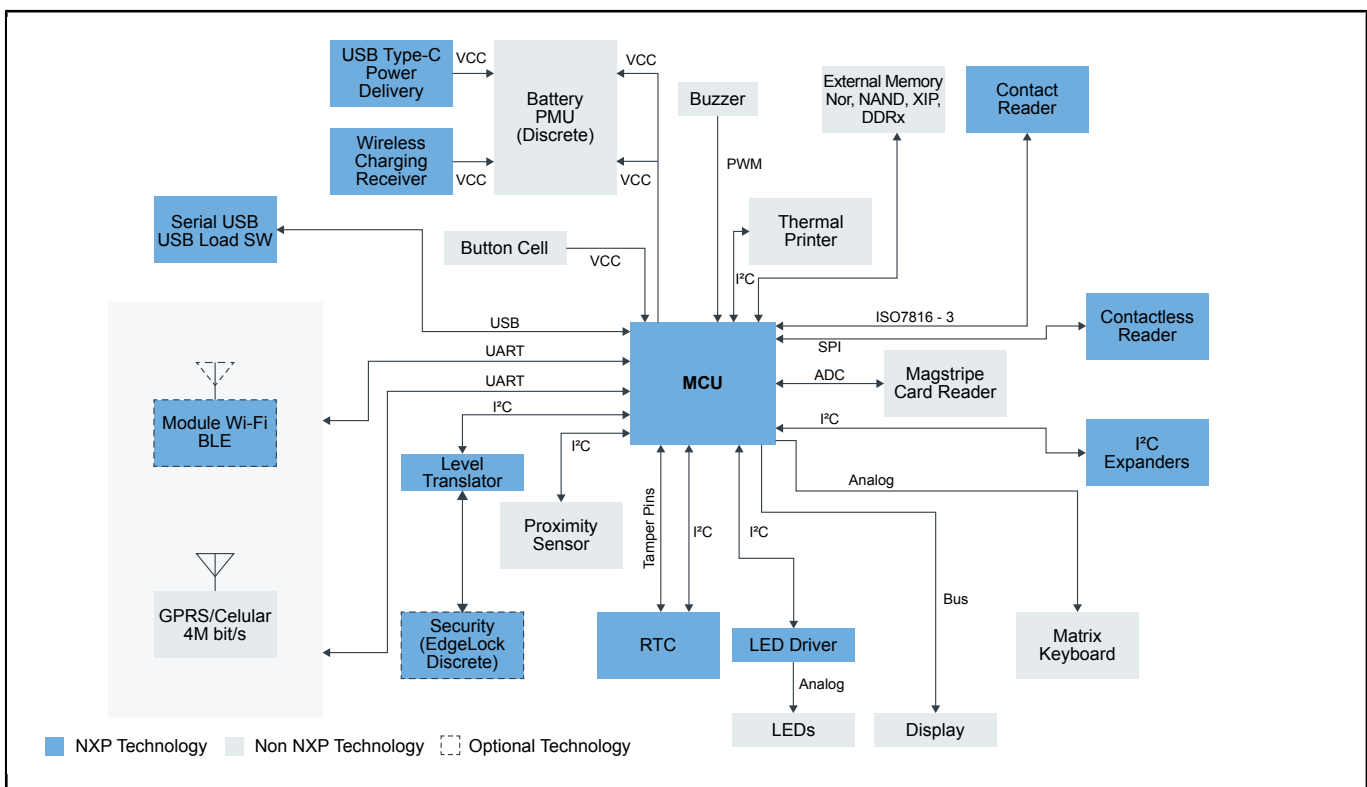 USB Type-C
Power
Delivery
VCC
Battery
PMU
(Discrete)
VCC
Wireless
Charging
Receiver
VCC
VCC
Buzzer
PWM
External Memory
Nor, NAND, XIP,
DDRx
Contact
Reader
Serial USB
USB Load SW
Button Cell
VCC
Thermal
Printer
I²C
USB
UART
UART
I²C
I²C
MCU
ISO7816 - 3
SPI
ADC
I²C
Contactless
Reader
Magstripe
Card Reader
I²C
Expanders
Module Wi-Fi
BLE
Level
Translator
Proximity
Sensor
Tamper Pins
I²C
I²C
Analog
Bus
GPRS/Celular
4M bit/s
Security
(EdgeLock
Discrete)
RTC
LED Driver
Matrix
Keyboard
Analog
LEDs
Display
NXP Technology
Non NXP Technology
Optional Technology